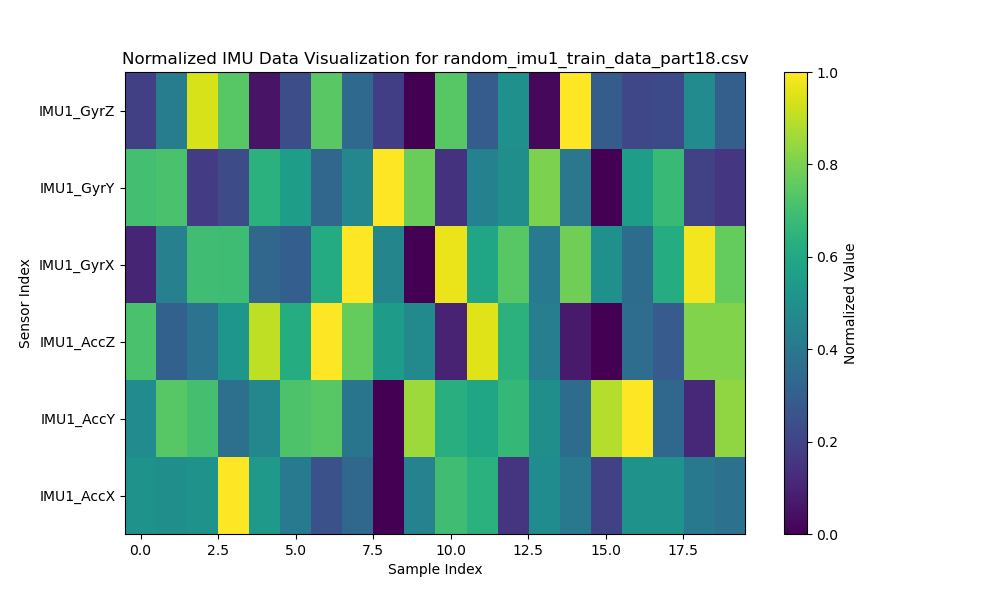 Normalized IMU Data Visualization for random_imu1_train_data_part18.csv
IMU1_GyrZ
IMU1_GyrY
IMU1_GyrX
IMU1_AccZ
IMU1_AccY
IMU1_AccX
Sensor Index
0.0
2.5
5.0
7.5
10.0
12.5
15.0
17.5
Sample Index
1.0
0.8
0.6
0.4
0.2
0.0
Normalized Value